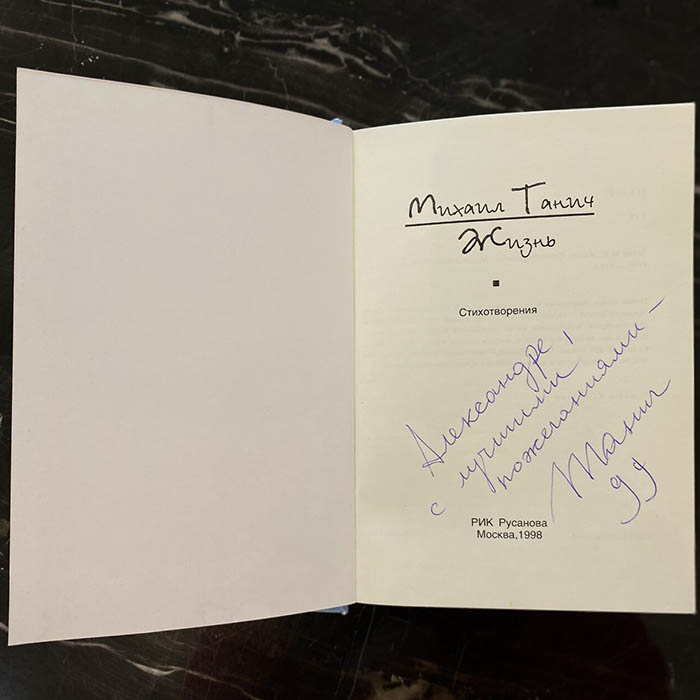 Михаил Танич
Жизнь
Стихотворения
Александре,
с лучшими
пожеланиями –
Танич
99
РИК Русанова
Москва,1998